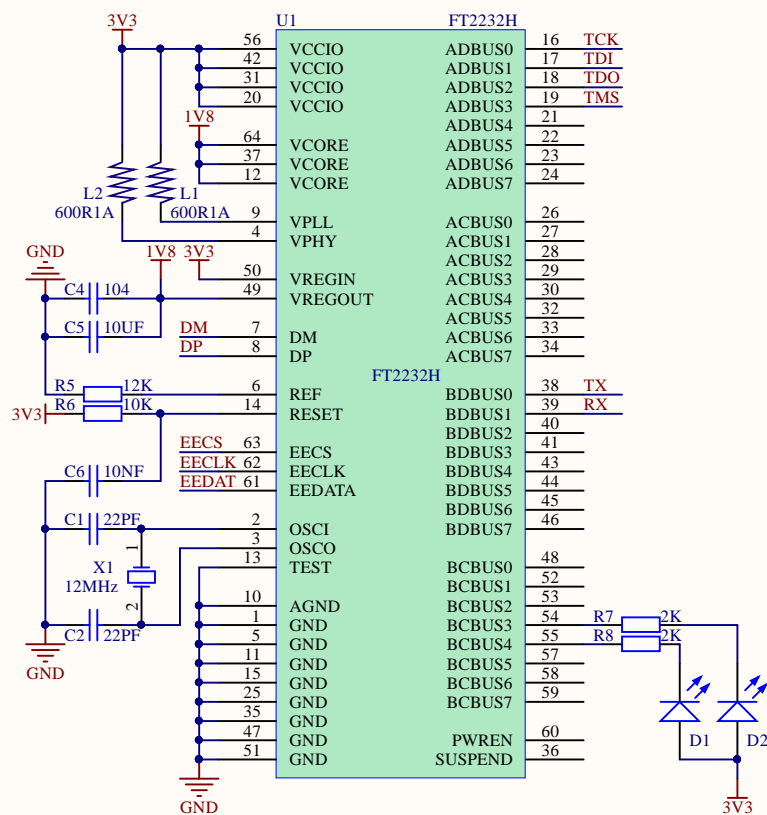 3V3
U1 FT2232H
56 VCCIO ADBUS0 16 TCK
42 VCCIO ADBUS1 17 TDI
31 VCCIO ADBUS2 18 TDO
20 VCCIO ADBUS3 19 TMS
1V8 ADBUS4 21
64 VCORE ADBUS5 22
37 VCORE ADBUS6 23
12 VCORE ADBUS7 24
L2 L1
600R1A 600R1A
9 VPLL ACBUS0 26
4 VPHY ACBUS1 27
GND 1V8 3V3 ACBUS2 28
50 VREGIN ACBUS3 29
C4 104 49 VREGOUT ACBUS4 30
C5 10UF ACBUS5 32
DM 7 DM ACBUS6 33
DP 8 DP ACBUS7 34
FT2232H
R5 12K 6 REF BDBUS0 38 TX
3V3 R6 10K 14 RESET BDBUS1 39 RX
BDBUS2 40
EECS 63 EECS BDBUS3 41
C6 10NF EECLK 62 EECLK BDBUS4 43
EEDAT 61 EEDATA BDBUS5 44
BDBUS6 45
C1 22PF 2 OSCI BDBUS7 46
1 3 OSCO
X1 13 TEST BCBUS0 48
12MHz BCBUS1 52
2 10 AGND BCBUS2 53
C2 22PF 1 GND BCBUS3 54 R7 2K
5 GND BCBUS4 55 R8 2K
GND 11 GND BCBUS5 57
15 GND BCBUS6 58
25 GND BCBUS7 59
35 GND
47 GND PWREN 60 D1 D2
51 GND SUSPEND 36
GND 3V3